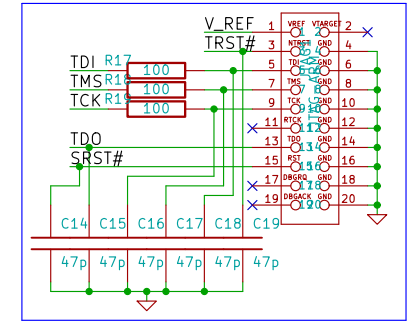 V_REF 1 VREF VTARGET 2
TRST# 3 NTRST GND 4
TDI R17 100 5 TDI GND 6
TMS R18 100 7 TMS GND 8
TCK R19 100 9 TCK GND 10
11 RTCK GND 12
TDO 13 TDO GND 14
SRST# 15 RST GND 16
17 DBGRQ GND 18
19 DBGACK GND 20
C14 C15 C16 C17 C18 C19
47p 47p 47p 47p 47p 47p